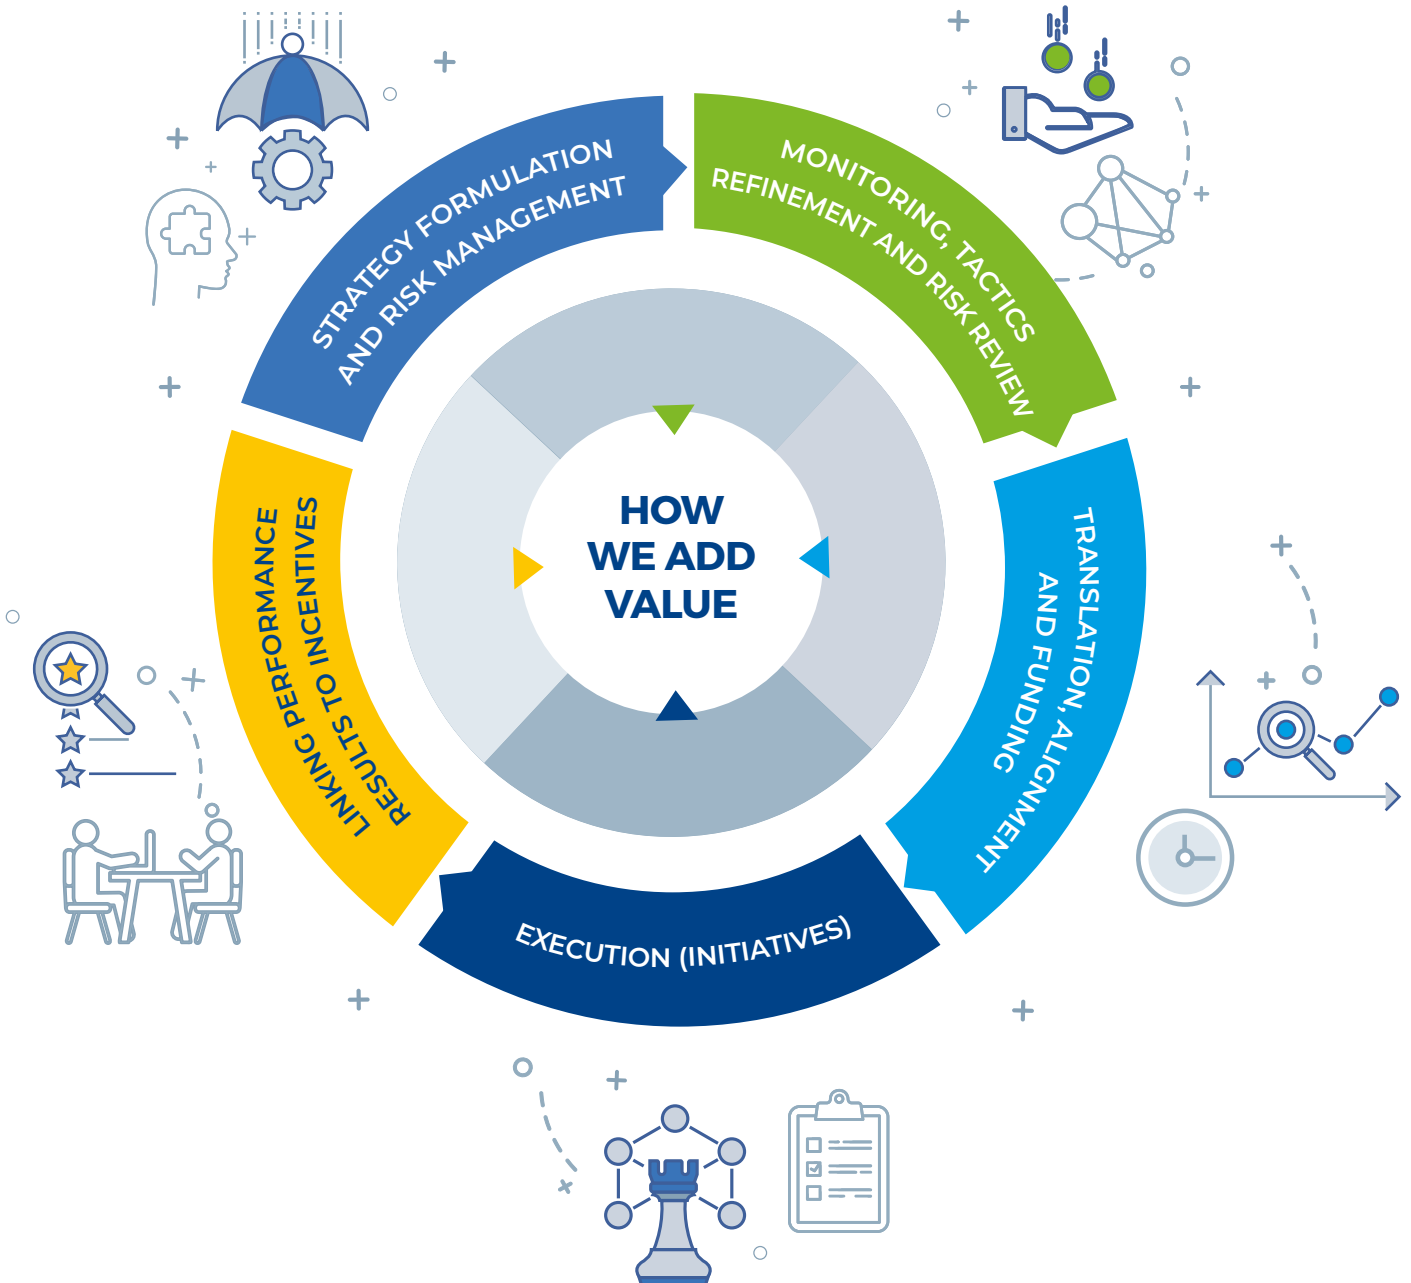 STRATEGY FORMULATION
AND RISK MANAGEMENT
MONITORING, TACTICS
REFINEMENT AND RISK REVIEW
TRANSLATION, ALIGNMENT
AND FUNDING
EXECUTION (INITIATIVES)
LINKING PERFORMANCE
RESULTS TO INCENTIVES
HOW
WE ADD
VALUE